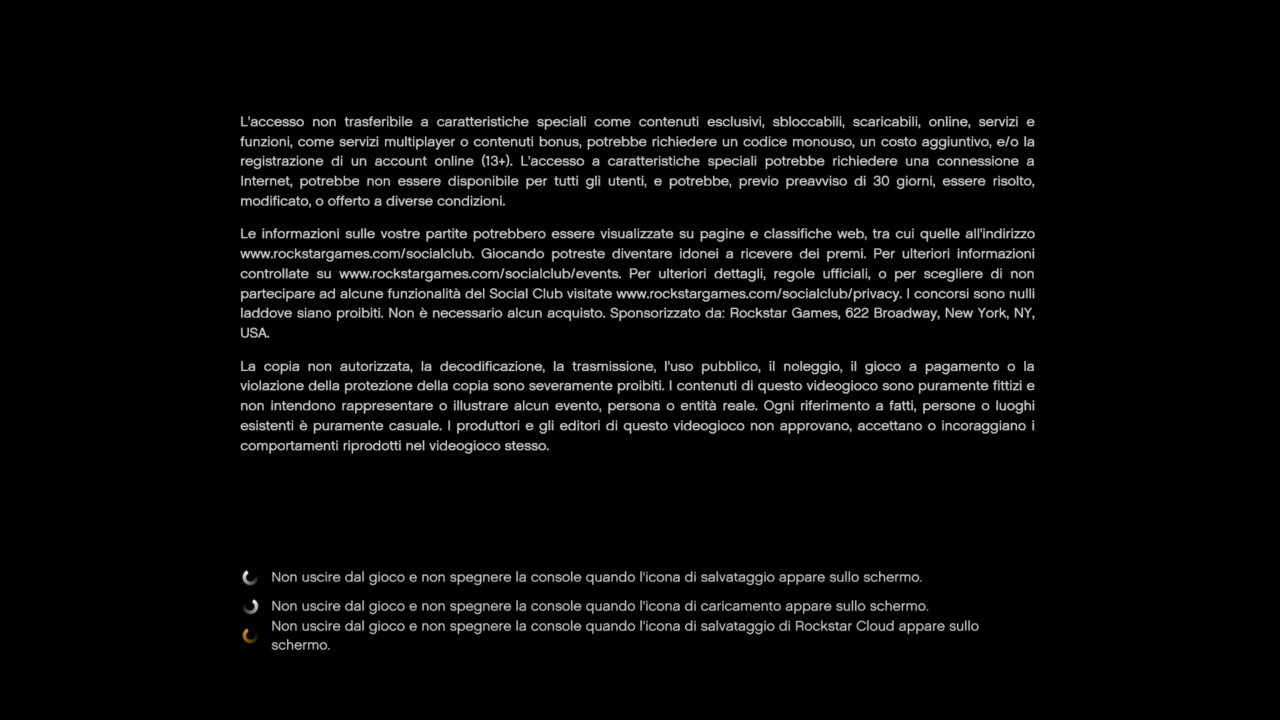 L'accesso non trasferibile a caratteristiche speciali come contenuti esclusivi, sbloccabili, scaricabili, online, servizi e
funzioni, come servizi multiplayer o contenuti bonus, potrebbe richiedere un codice monouso, un costo aggiuntivo, e/o la
registrazione di un account online (13+). L'accesso a caratteristiche speciali potrebbe richiedere una connessione a
Internet, potrebbe non essere disponibile per tutti gli utenti, e potrebbe, previo preavviso di 30 giorni, essere risolto,
modificato, o offerto a diverse condizioni.
Le informazioni sulle vostre partite potrebbero essere visualizzate su pagine e classifiche web, tra cui quelle all'indirizzo
www.rockstargames.com/socialclub. Giocando potreste diventare idonei a ricevere dei premi. Per ulteriori informazioni
controllate su www.rockstargames.com/socialclub/events. Per ulteriori dettagli, regole ufficiali, o per scegliere di non
partecipare ad alcune funzionalità del Social Club visitate www.rockstargames.com/socialclub/privacy. I concorsi sono nulli
laddove siano proibiti. Non è necessario alcun acquisto. Sponsorizzato da: Rockstar Games, 622 Broadway, New York, NY,
USA.
La copia non autorizzata, la decodificazione, la trasmissione, l'uso pubblico, il noleggio, il gioco a pagamento o la
violazione della protezione della copia sono severamente proibiti. I contenuti di questo videogioco sono puramente fittizi e
non intendono rappresentare o illustrare alcun evento, persona o entità reale. Ogni riferimento a fatti, persone o luoghi
esistenti è puramente casuale. I produttori e gli editori di questo videogioco non approvano, accettano o incoraggiano i
comportamenti riprodotti nel videogioco stesso.
Non uscire dal gioco e non spegnere la console quando l'icona di salvataggio appare sullo schermo.
Non uscire dal gioco e non spegnere la console quando l'icona di caricamento appare sullo schermo.
Non uscire dal gioco e non spegnere la console quando l'icona di salvataggio di Rockstar Cloud appare sullo
schermo.